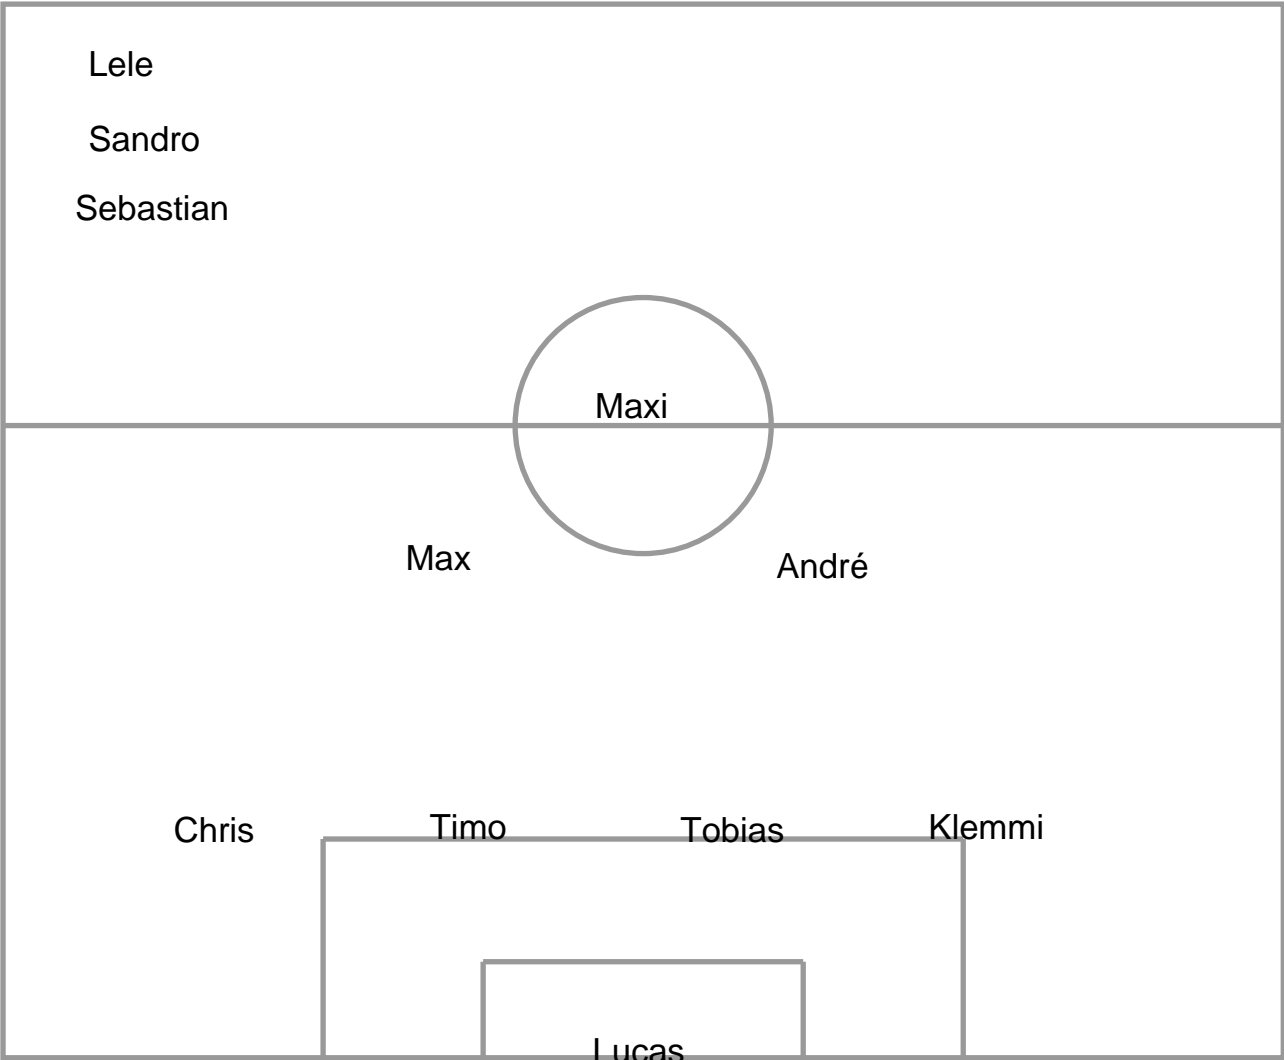 Lele
Sandro
Sebastian
Maxi
Max
André
Chris
Timo
Tobias
Klemmi
Lucas